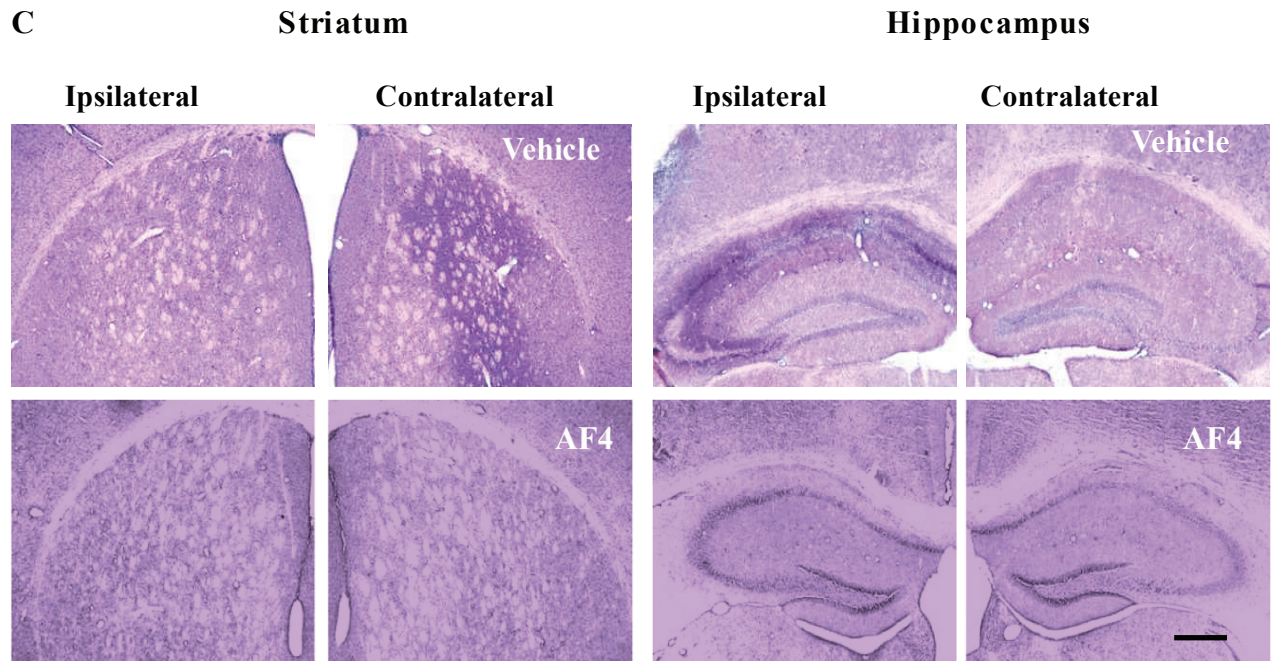 C Striatum Hippocampus
Ipsilateral Contralateral Ipsilateral Contralateral
Vehicle Vehicle
AF4 AF4